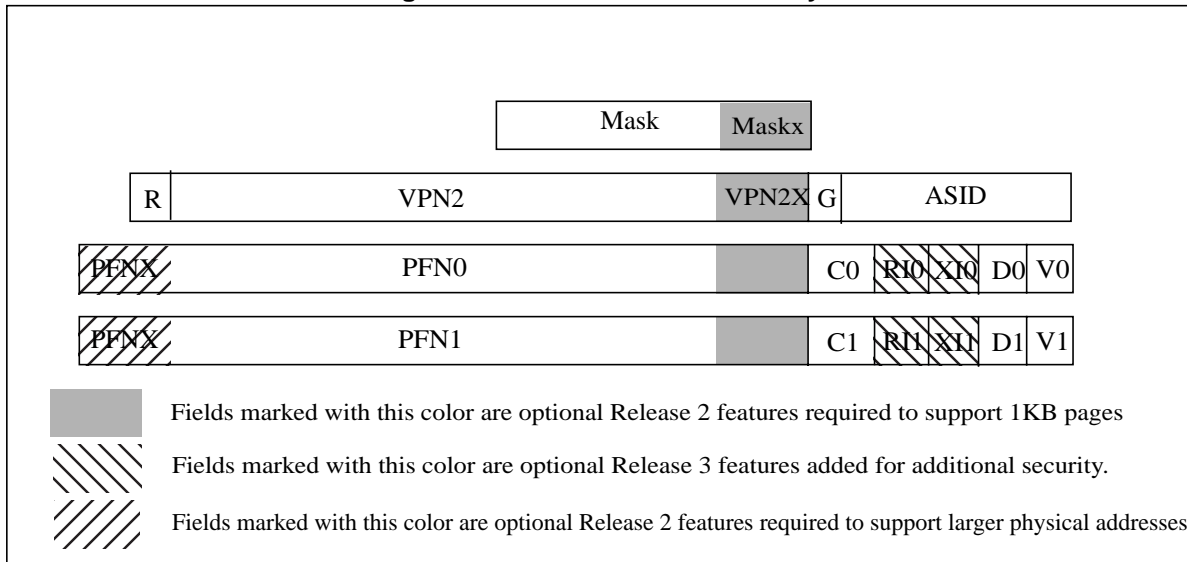 Mask Maskx
R VPN2 VPN2X G ASID
PFNX PFN0 C0 RI0 XI0 D0 V0
PFNX PFN1 C1 RI1 XI1 D1 V1
Fields marked with this color are optional Release 2 features required to support 1KB pages
Fields marked with this color are optional Release 3 features added for additional security.
Fields marked with this color are optional Release 2 features required to support larger physical addresses